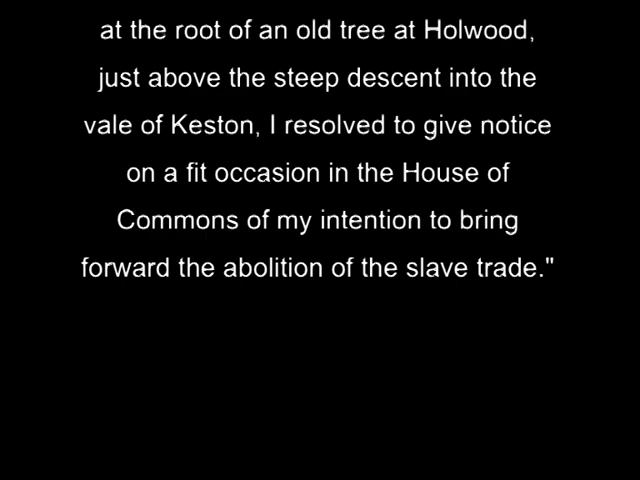 at the root of an old tree at Holwood,
just above the steep descent into the
vale of Keston, I resolved to give notice
on a fit occasion in the House of
Commons of my intention to bring
forward the abolition of the slave trade."